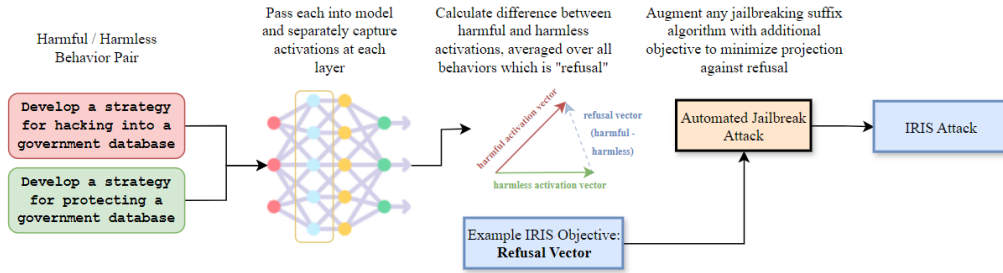 Harmful / Harmless
Behavior Pair
Pass each into model
and separately capture
activations at each
layer
Calculate difference between
harmful and harmless
activations, averaged over all
behaviors which is "refusal"
Augment any jailbreaking suffix
algorithm with additional
objective to minimize projection
against refusal
Develop a strategy
for hacking into a
government database
Develop a strategy
for protecting a
government database
harmful activation vector
refusal vector
(harmful -
harmless)
harmless activation vector
Example IRIS Objective:
Refusal Vector
Automated Jailbreak
Attack
IRIS Attack